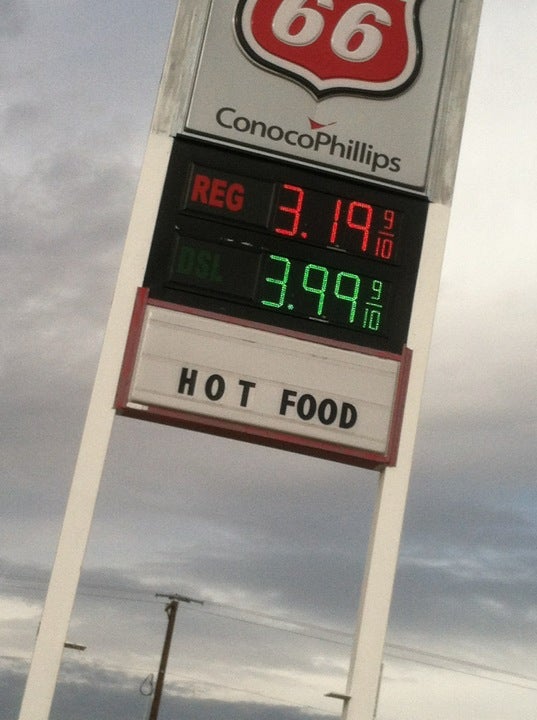 66
ConocoPhillips
REG 3.19 9/10
DSL 3.99 9/10
HOT FOOD